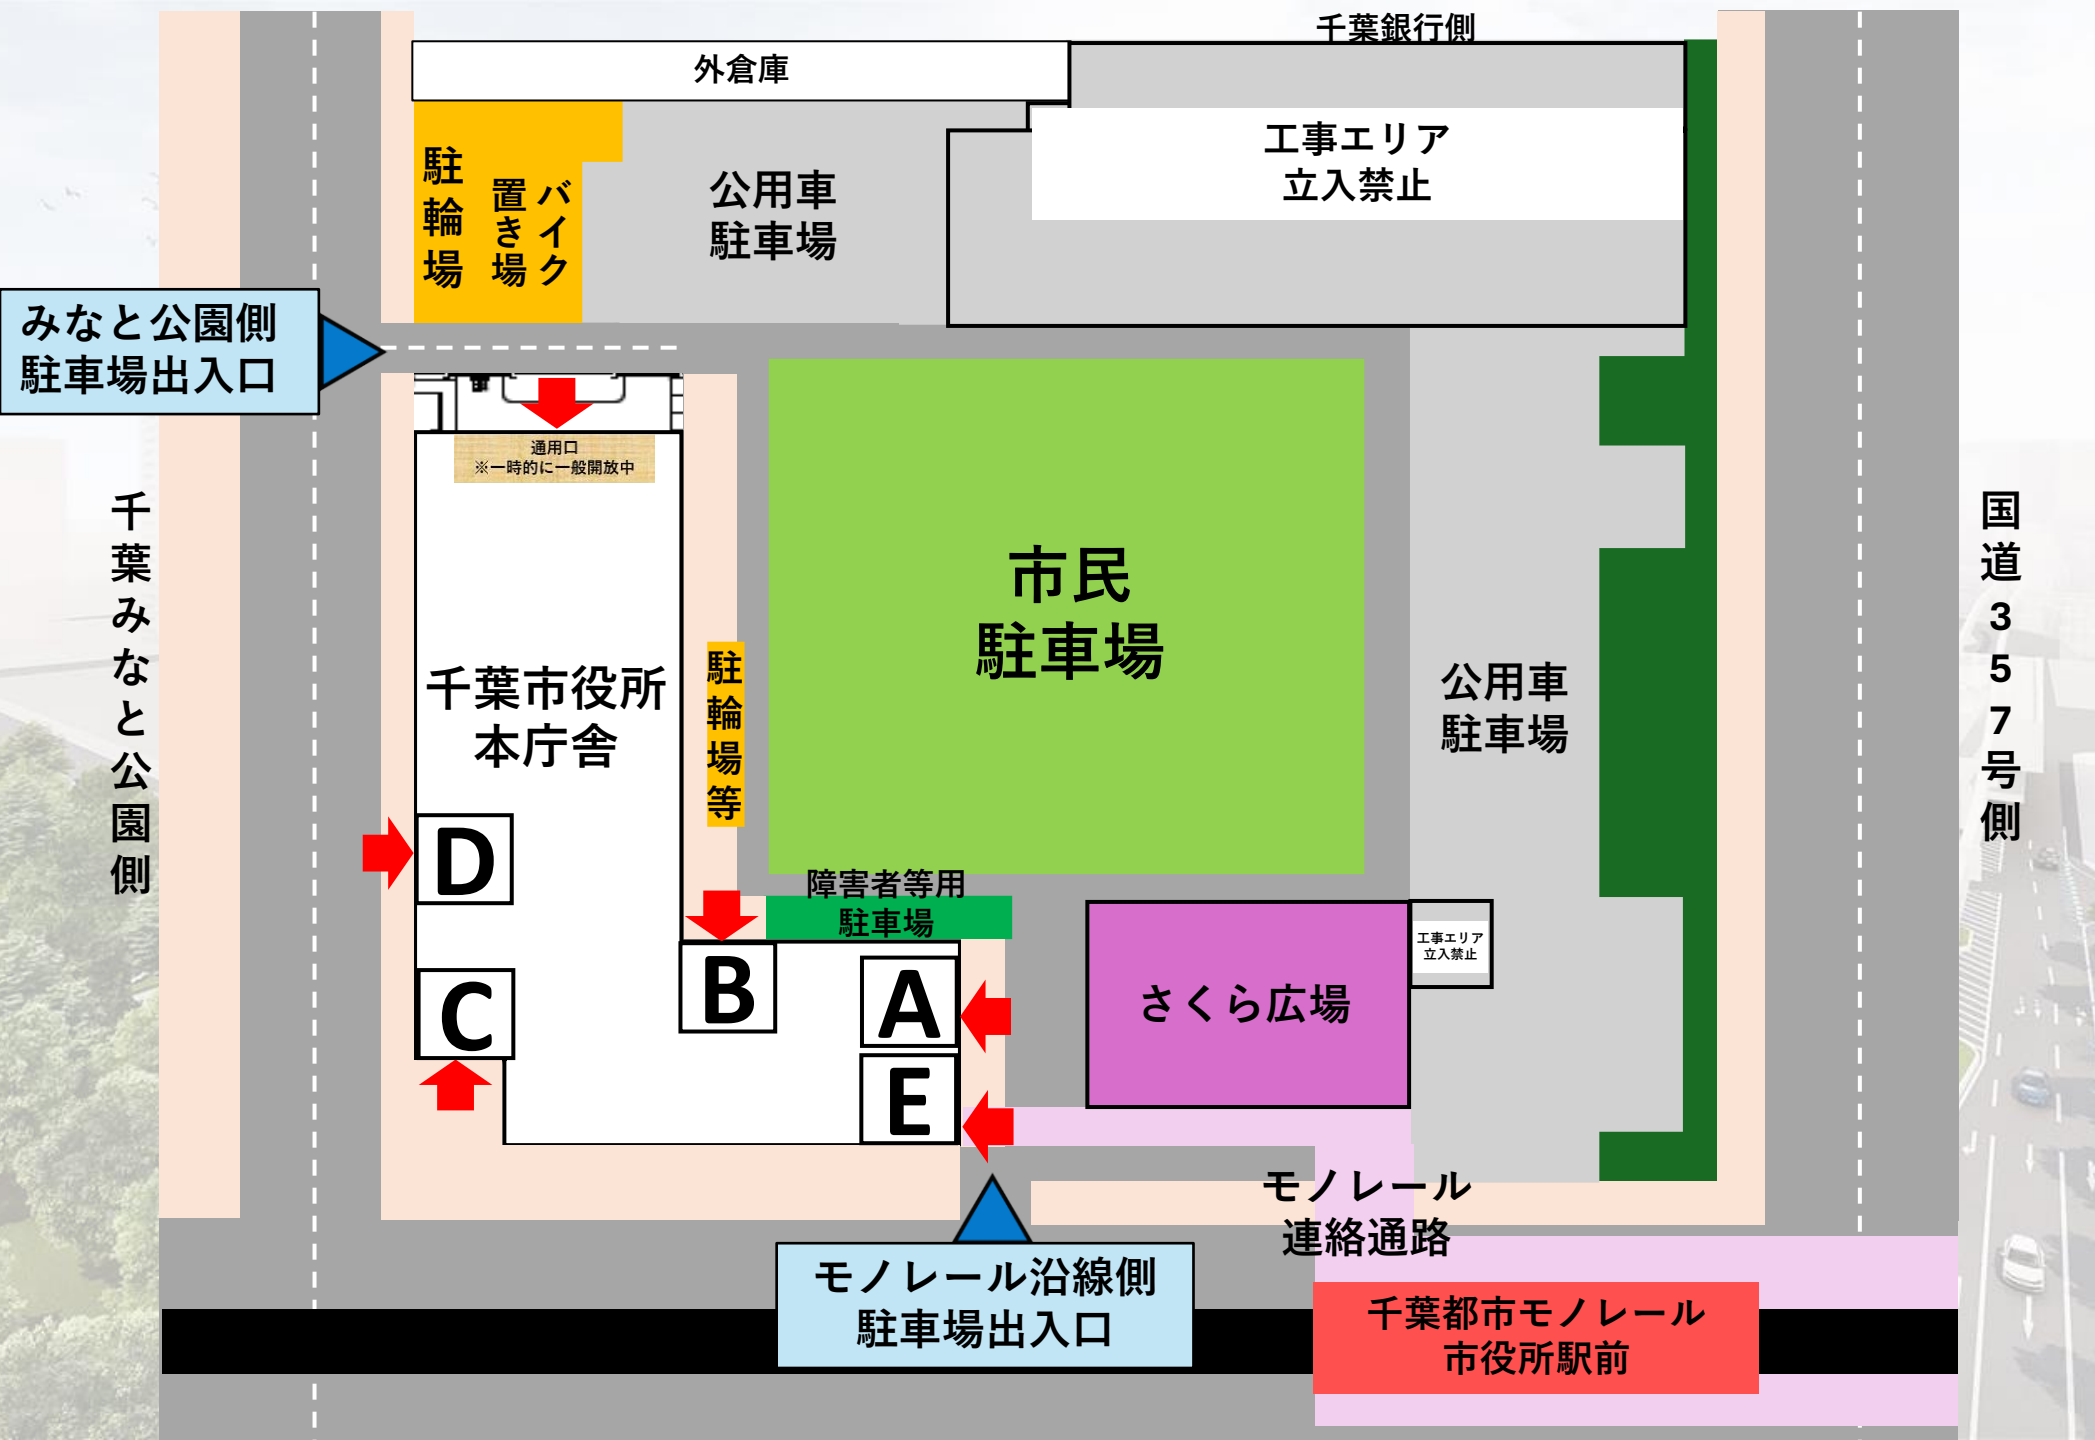 千葉銀行側
外倉庫
工事エリア
立入禁止
駐輪場
バイク
置き場
公用車
駐車場
みなと公園側
駐車場出入口
通用口
※一時的に一般開放中
千葉みなと公園側
国道357号側
市民
駐車場
千葉市役所
本庁舎
駐輪場等
公用車
駐車場
D
障害者等用
駐車場
工事エリア
立入禁止
C
B
A
さくら広場
E
モノレール
連絡通路
モノレール沿線側
駐車場出入口
千葉都市モノレール
市役所駅前